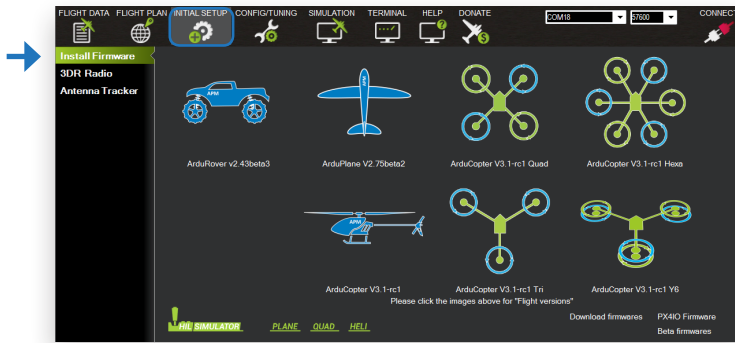 FLIGHT DATA FLIGHT PLAN INITIAL SETUP CONFIG/TUNING SIMULATION TERMINAL HELP DONATE COM18 57600 CONNECT
Install Firmware
3DR Radio
Antenna Tracker
APM
ArduRover v2.43beta3 ArduPlane V2.75beta2 ArduCopter V3.1-rc1 Quad ArduCopter V3.1-rc1 Hexa
APM
ArduCopter V3.1-rc1 ArduCopter V3.1-rc1 Tri ArduCopter V3.1-rc1 Y6
Please click the images above for "Flight versions"
Download firmwares PX4IO Firmware
HIL SIMULATOR PLANE QUAD HELI
Beta firmwares